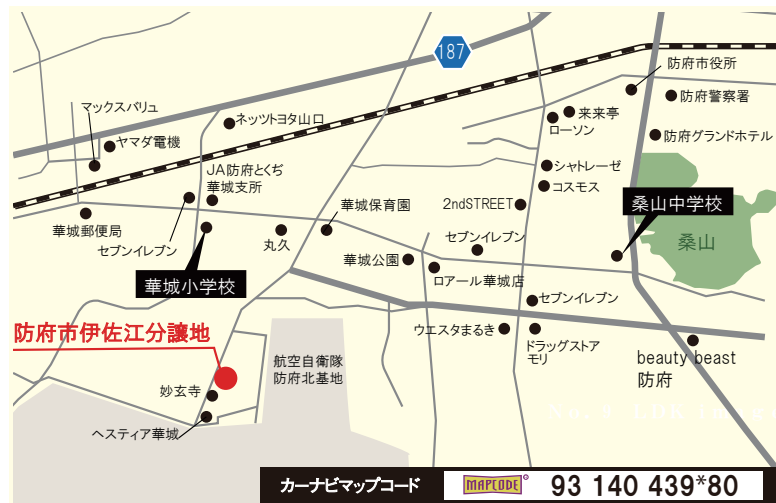 187
防府市役所
マックスバリュ
防府警察署
来来亭
ネッツトヨタ山口
ローソン
ヤマダ電機
防府グランドホテル
シャトレーゼ
JA防府とくぢ
華城支所
コスモス
2ndSTREET
桑山中学校
華城保育園
華城郵便局
セブンイレブン
丸久
セブンイレブン
桑山
華城公園
華城小学校
ロアール華城店
セブンイレブン
防府市伊佐江分譲地
ウエスタまるき
ドラッグストア
モリ
beauty beast
防府
航空自衛隊
防府北基地
妙玄寺
ヘスティア華城
カーナビマップコード
MAPCODE
93 140 439*80